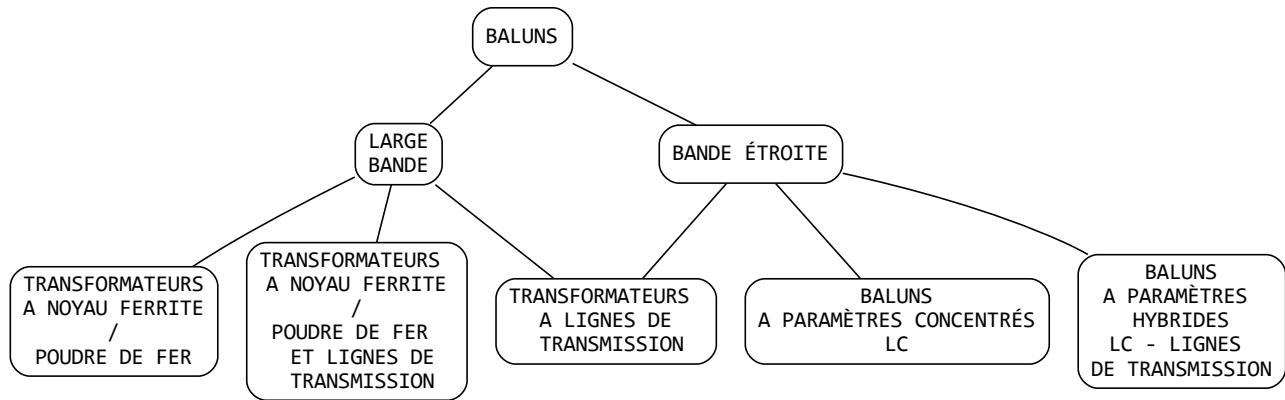 BALUNS
LARGE
BANDE
BANDE ÉTROITE
TRANSFORMATEURS
A NOYAU FERRITE
/
POUDRE DE FER
TRANSFORMATEURS
A NOYAU FERRITE
/
POUDRE DE FER
ET LIGNES DE
TRANSMISSION
TRANSFORMATEURS
A LIGNES DE
TRANSMISSION
BALUNS
A PARAMÈTRES CONCENTRÉS
LC
BALUNS
A PARAMÈTRES
HYBRIDES
LC - LIGNES
DE TRANSMISSION